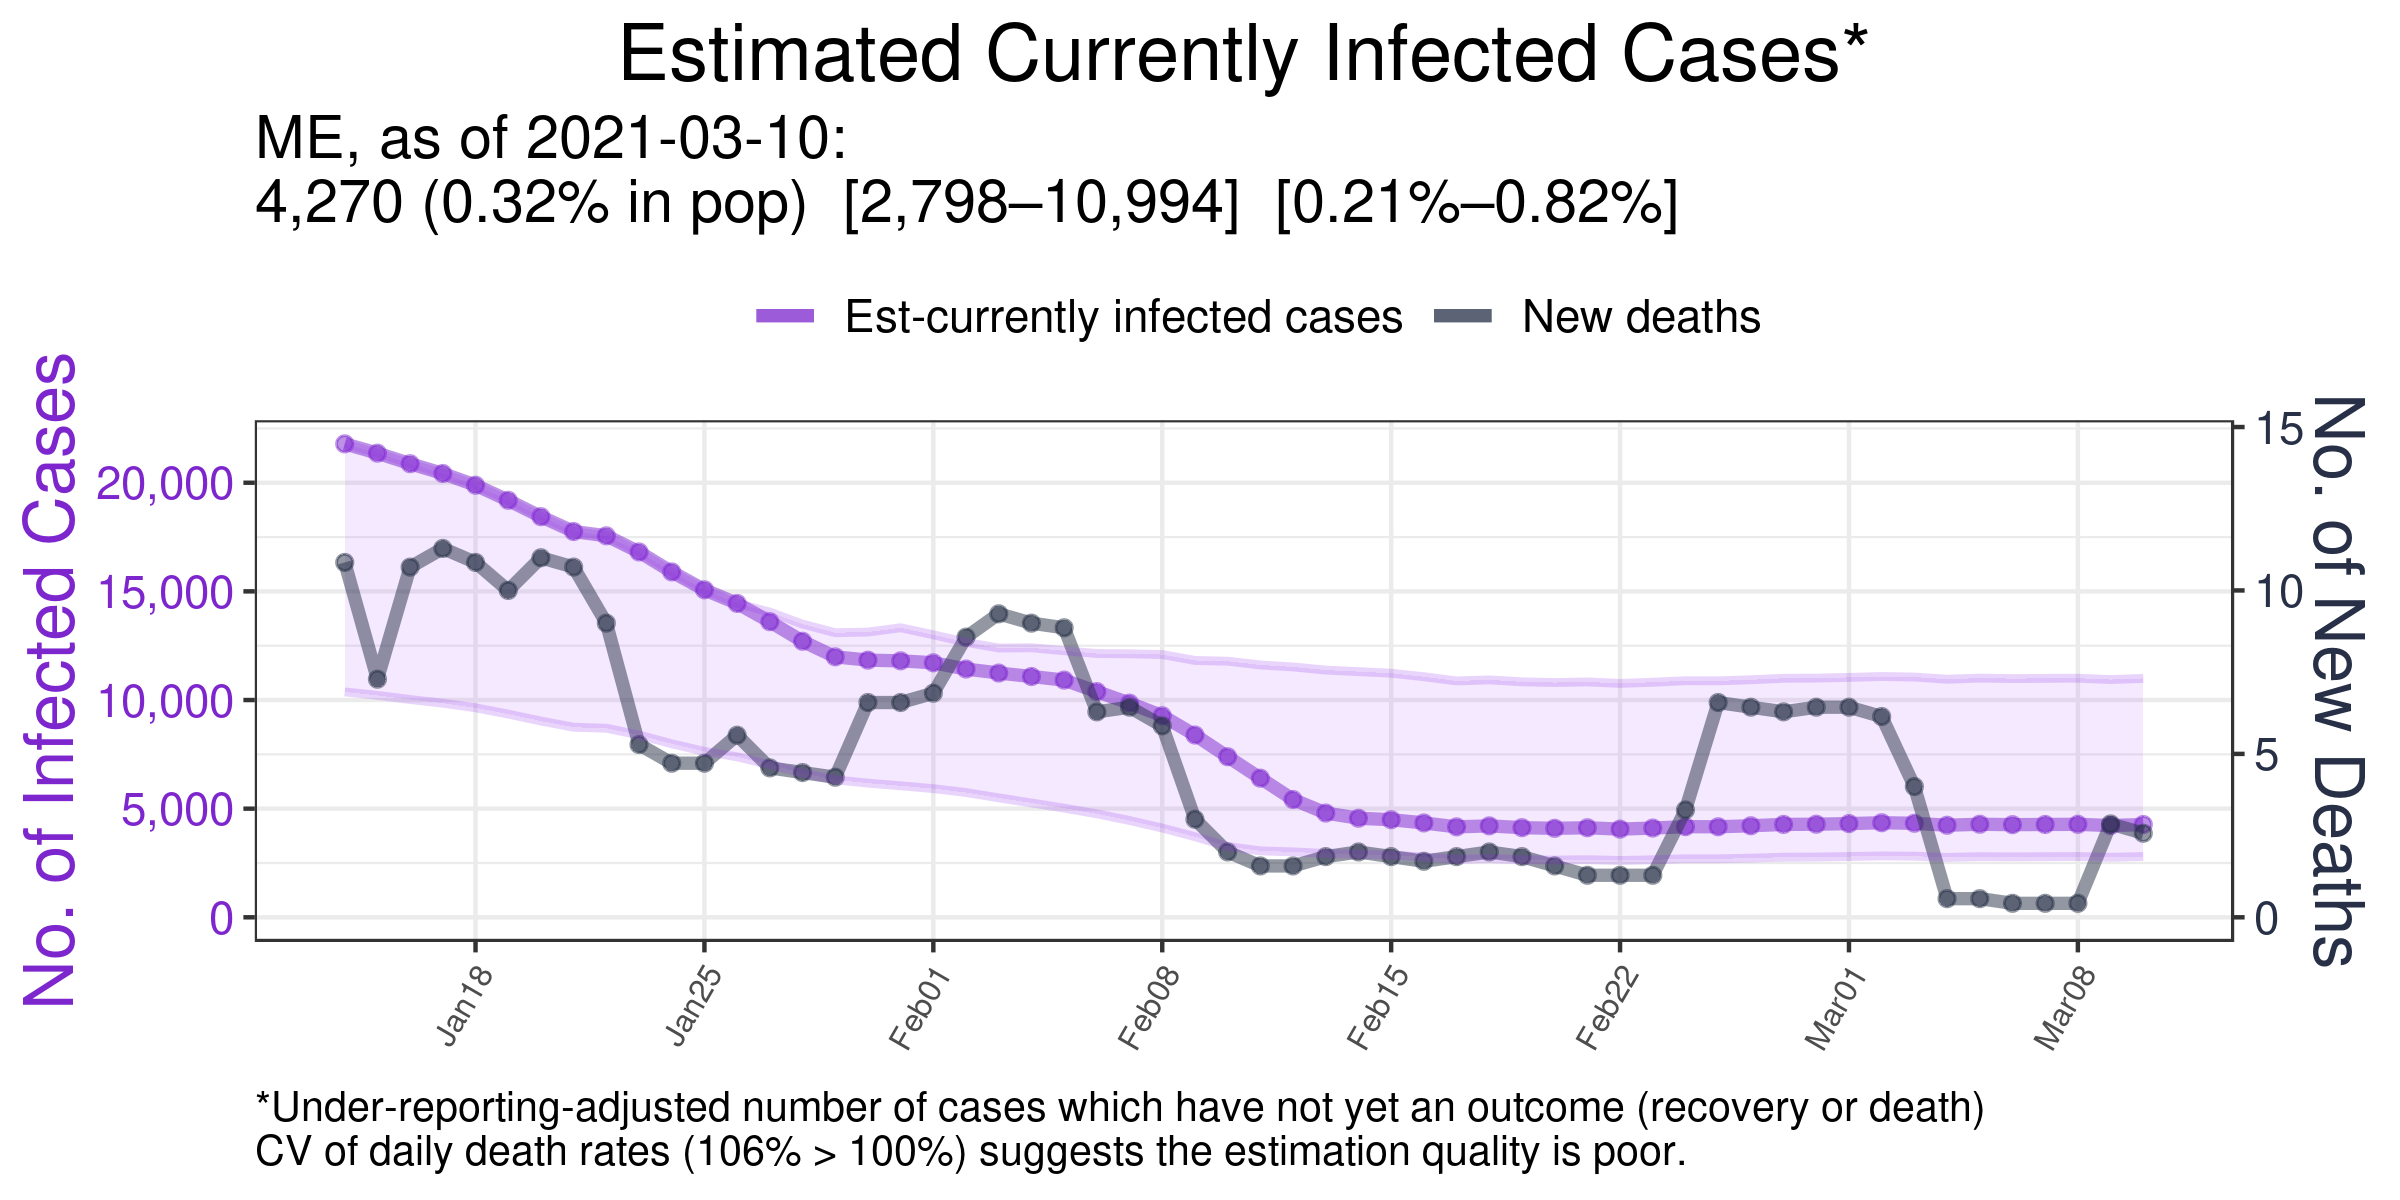 Estimated Currently Infected Cases*
ME, as of 2021-03-10:
4,270 (0.32% in pop)  [2,798–10,994]  [0.21%–0.82%]
Est-currently infected cases
New deaths
No. of Infected Cases
20,000
15,000
10,000
5,000
0
15
10
5
0
No. of New Deaths
Jan18
Jan25
Feb01
Feb08
Feb15
Feb22
Mar01
Mar08
*Under-reporting-adjusted number of cases which have not yet an outcome (recovery or death)
CV of daily death rates (106% > 100%) suggests the estimation quality is poor.